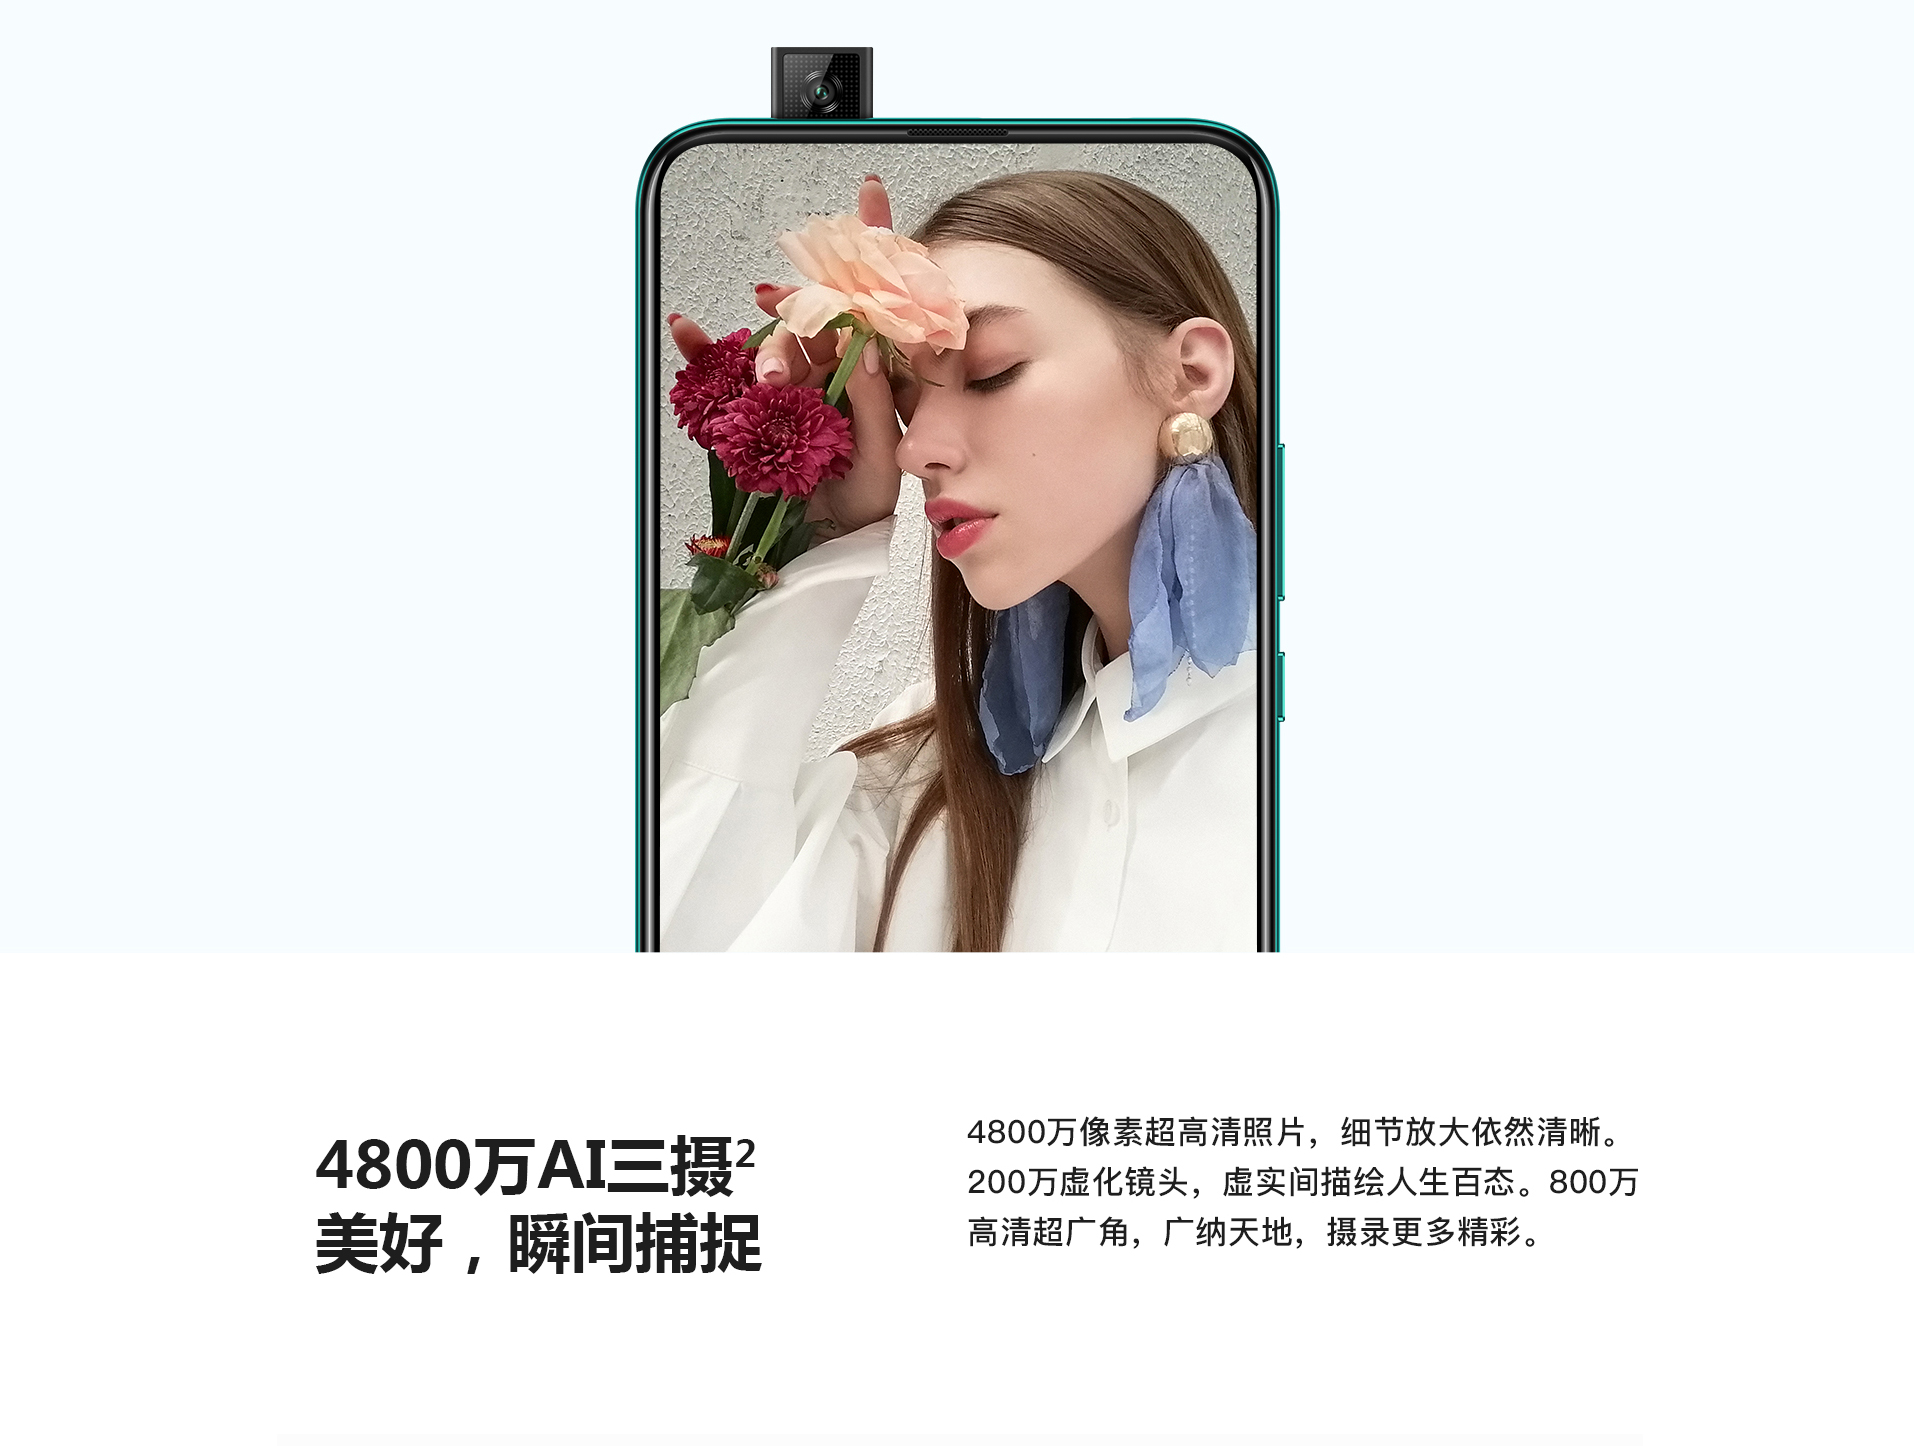 4800万AI三摄²
美好，瞬间捕捉
4800万像素超高清照片，细节放大依然清晰。
200万虚化镜头，虚实间描绘人生百态。800万
高清超广角，广纳天地，摄录更多精彩。